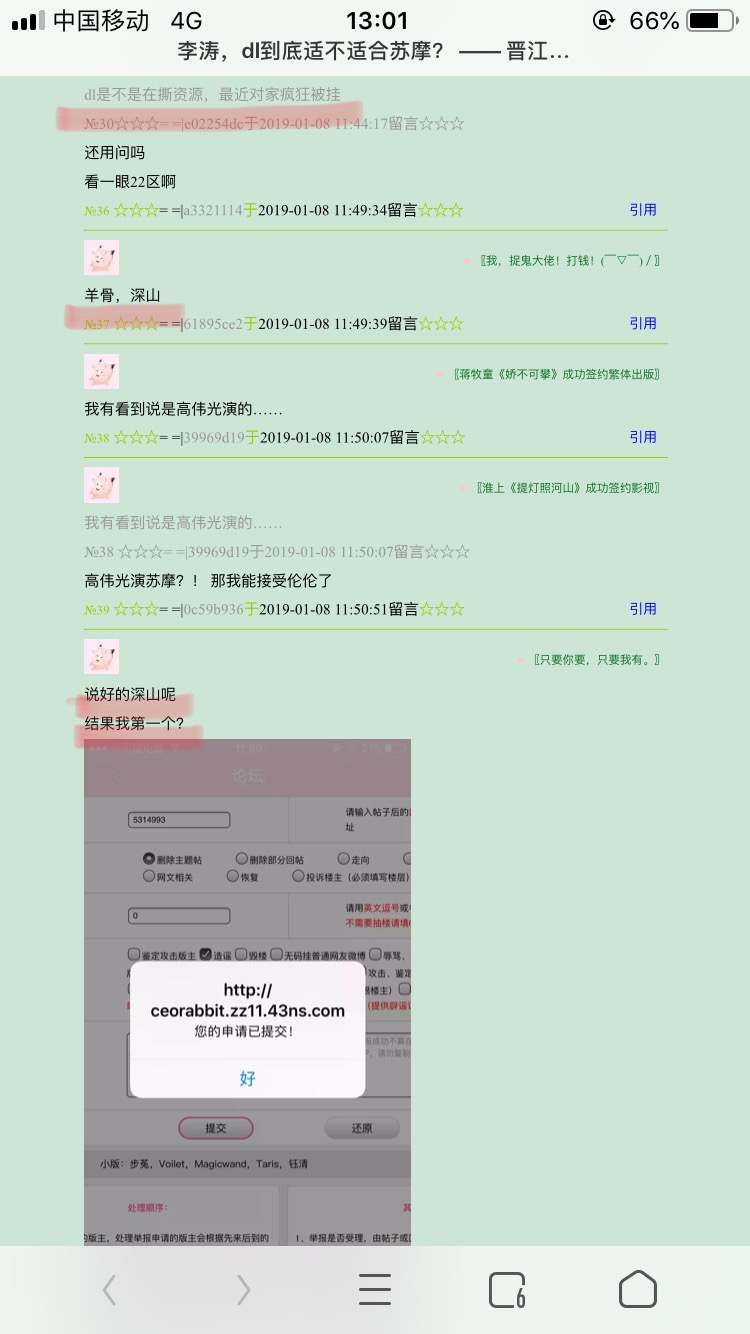 中国移动 4G 13:01 66%
李涛，dl到底适不适合苏摩？ —— 晋江...
dl是不是在撕资源，最近对家疯狂被挂
№30☆☆☆= =|e02254dc于2019-01-08 11:44:17留言☆☆☆
还用问吗
看一眼22区啊
№36 ☆☆☆= =|a3321114于2019-01-08 11:49:34留言☆☆☆ 引用
〖我，捉鬼大佬！打钱！(￣▽￣)／〗
羊骨，深山
№37 ☆☆☆= =|61895ce2于2019-01-08 11:49:39留言☆☆☆ 引用
〖蒋牧童《娇不可攀》成功签约繁体出版〗
我有看到说是高伟光演的……
№38 ☆☆☆= =|39969d19于2019-01-08 11:50:07留言☆☆☆ 引用
〖淮上《提灯照河山》成功签约影视〗
我有看到说是高伟光演的……
№38 ☆☆☆= =|39969d19于2019-01-08 11:50:07留言☆☆☆
高伟光演苏摩？！ 那我能接受伦伦了
№39 ☆☆☆= =|0c59b936于2019-01-08 11:50:51留言☆☆☆ 引用
〖只要你要，只要我有。〗
说好的深山呢
结果我第一个?
11:50 27%
论坛
5314993 请输入帖子后的
址
删除主题帖 删除部分回帖 走向
网文相关 恢复 投诉楼主（必须填写楼层）
0 请用英文逗号或
不需要抽楼请填
鉴定攻击版主 造谣 毁楼 无码挂普通网友微博 辱骂、
攻击、鉴定
http://
ceorabbit.zz11.43ns.com
您的申请已提交！
好
楼主）
（提供辟谣
报成功不算在
，请勿复制
提交 还原
小版：步菟，Voilet，Magicwand，Taris，钰清
处理顺序： 其
的版主，处理举报申请的版主会根据先来后到的 1、举报是否受理，由帖子或
6